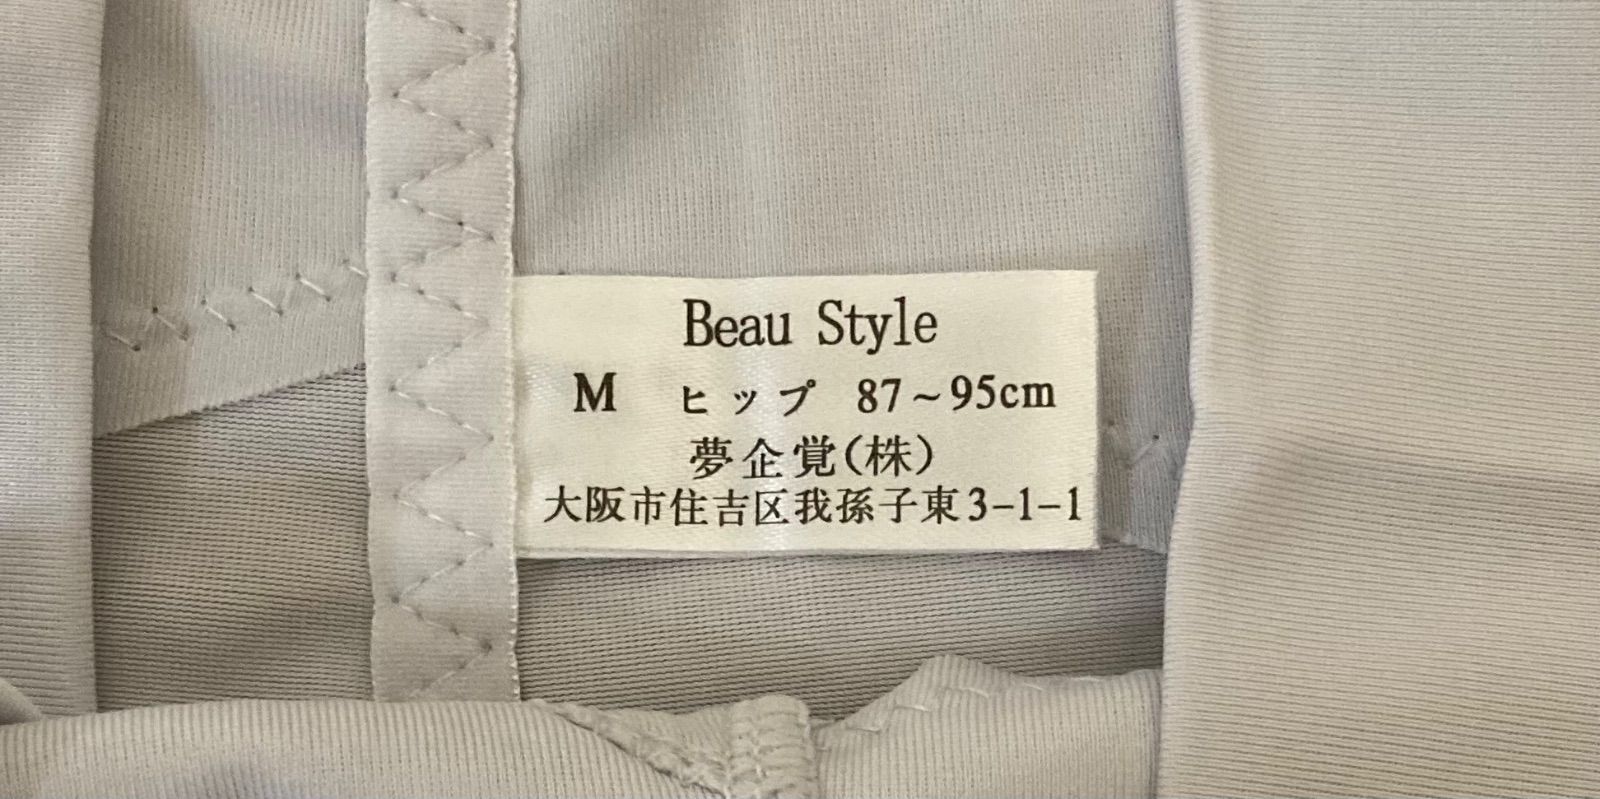 Beau Style
M ヒップ 87～95cm
夢企覚(株)
大阪市住吉区我孫子東3-1-1